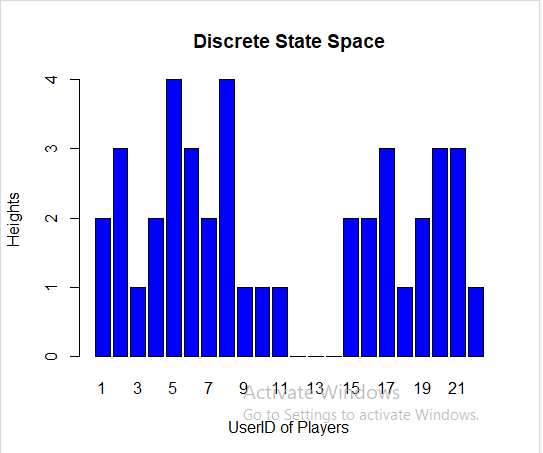 Discrete State Space
4
3
2
1
0
Heights
1 3 5 7 9 11 13 15 17 19 21
Activate Windows
Go to Settings to activate Windows.
UserID of Players